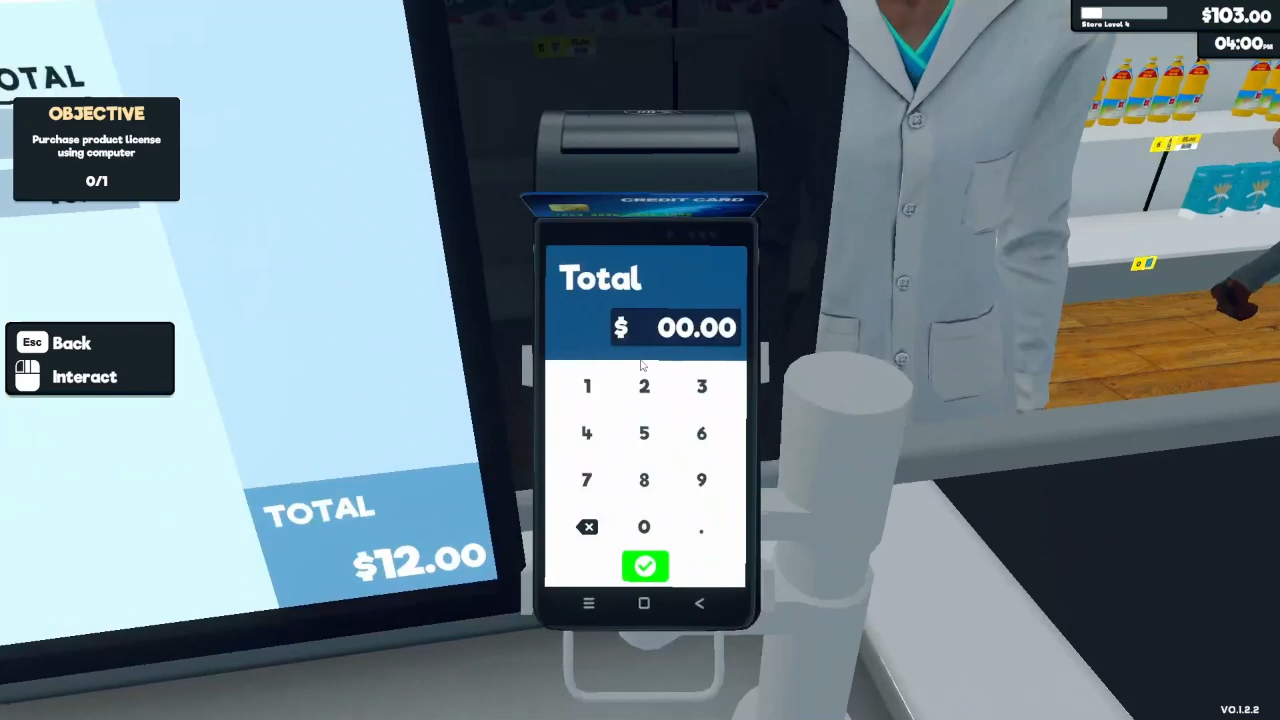 $103.00
Store Level 4
04:00PM
OTAL
OBJECTIVE
Purchase product license
using computer
0/1
CREDIT CARD
Total
$ 00.00
Esc Back
Interact
1 2 3
4 5 6
7 8 9
0 .
TOTAL
$12.00
V0.1.2.2